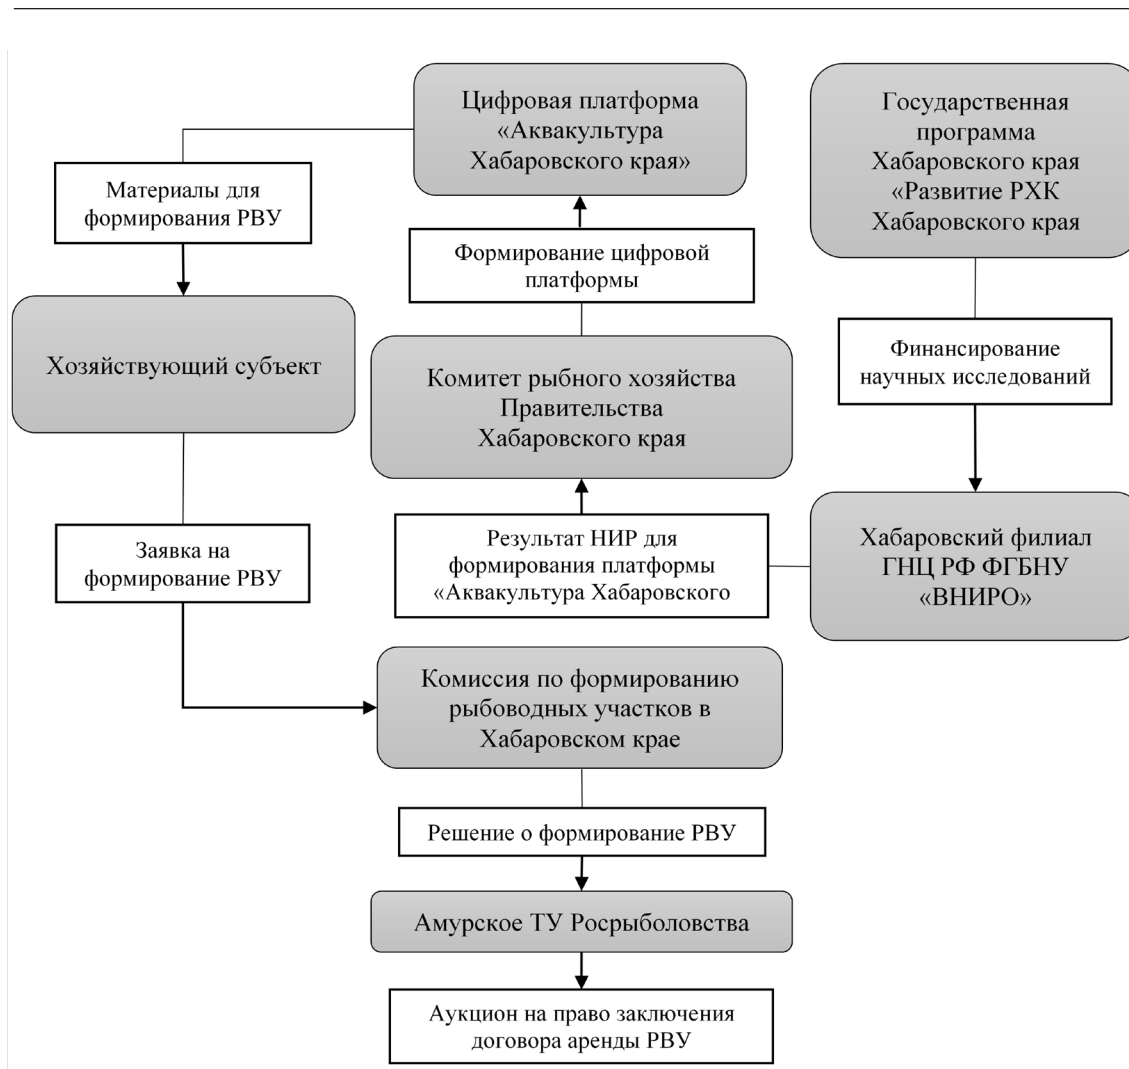 Цифровая платформа
«Аквакультура
Хабровского края»
Государственная
программа
Хабаровского края
«Развитие РХК
Хабаровского края
Материалы для
формирования РВУ
Формирование цифровой
платформы
Хозяйствующий субъект
Комитет рыбного хозяйства
Правительства
Хабаровского края
Финансирование
научных исследований
Заявка на
формирование РВУ
Результат НИР для
формирования платформы
«Аквакультура Хабаровского
Хабаровский филиал
ГНЦ РФ ФГБНУ
«ВНИРО»
Комиссия по формированию
рыбоводных участков в
Хабаровском крае
Решение о формирование РВУ
Амурское ТУ Росрыболовства
Аукцион на право заключения
договора аренды РВУ